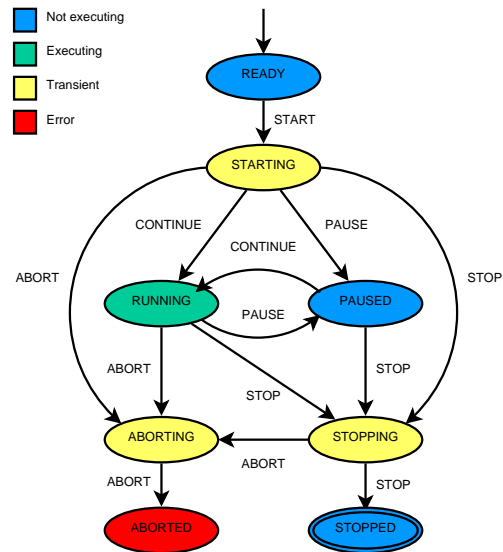 Not executing
Executing
Transient
Error
READY
START
STARTING
CONTINUE
PAUSE
CONTINUE
ABORT
STOP
RUNNING
PAUSED
PAUSE
ABORT
STOP
STOP
ABORTING
STOPPING
ABORT
ABORT
STOP
ABORTED
STOPPED